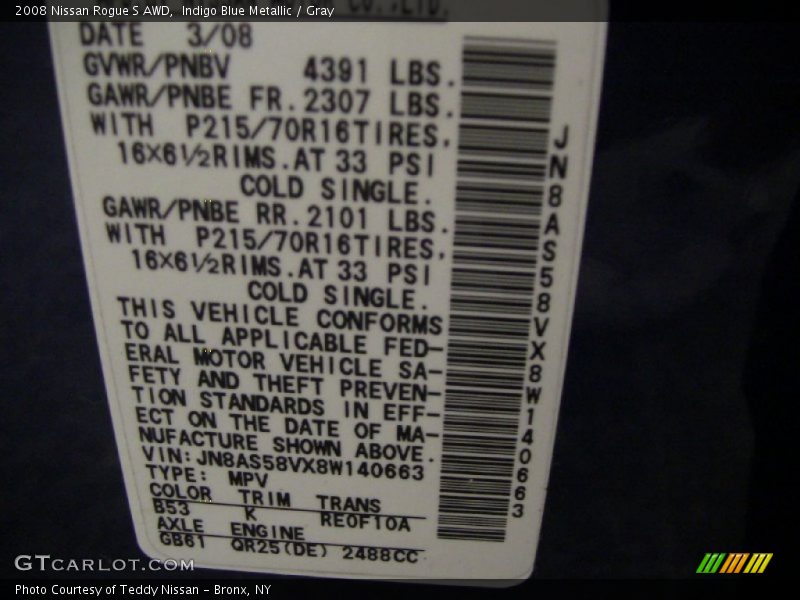 2008 Nissan Rogue S AWD, Indigo Blue Metallic / Gray
CO.,LTD.
DATE 3/08
GVWR/PNBV 4391 LBS.
GAWR/PNBE FR. 2307 LBS.
WITH P215/70R16TIRES,
16X6½RIMS.AT 33 PSI
COLD SINGLE.
GAWR/PNBE RR. 2101 LBS.
WITH P215/70R16TIRES,
16X6½RIMS.AT 33 PSI
COLD SINGLE.
THIS VEHICLE CONFORMS
TO ALL APPLICABLE FED-
ERAL MOTOR VEHICLE SA-
FETY AND THEFT PREVEN-
TION STANDARDS IN EFF-
ECT ON THE DATE OF MA-
NUFACTURE SHOWN ABOVE.
VIN:JN8AS58VX8W140663
TYPE: MPV
COLOR TRIM TRANS
B53 K RE0F10A
AXLE ENGINE
GB61 QR25(DE) 2488CC
JN8AS58VX8W140663
GTCARLOT.COM
Photo Courtesy of Teddy Nissan - Bronx, NY